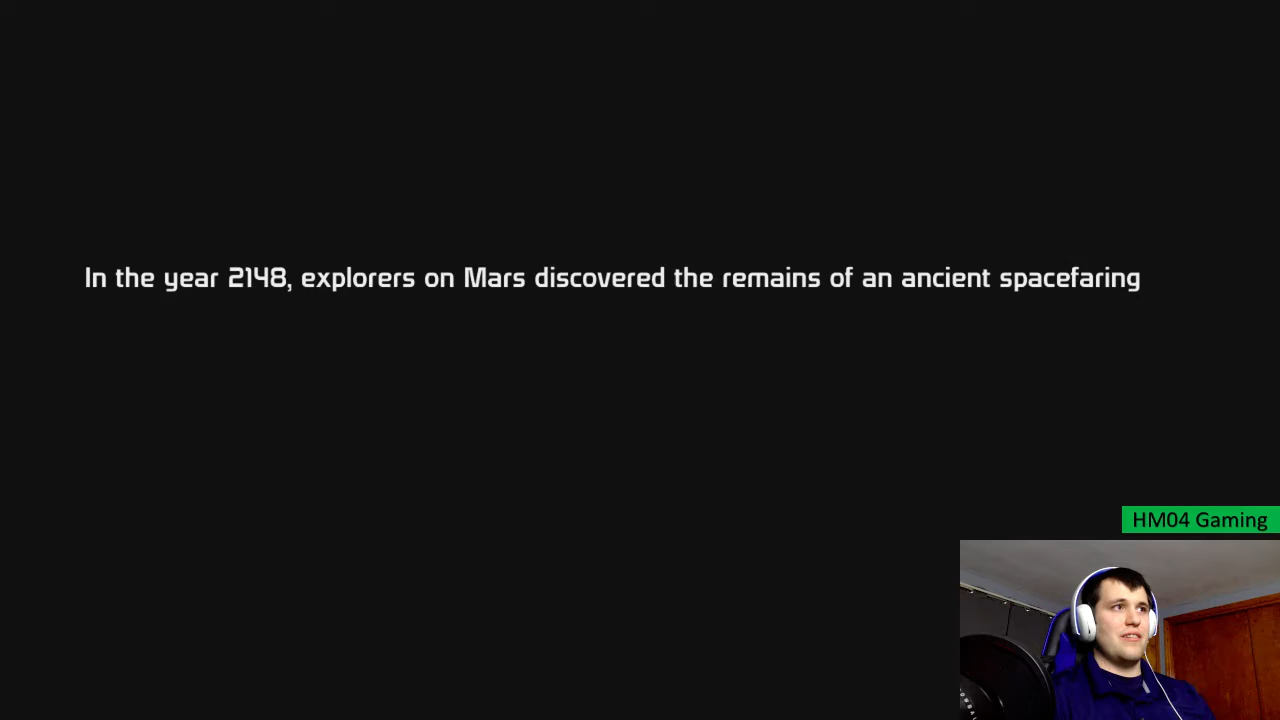 In the year 2148, explorers on Mars discovered the remains of an ancient spacefaring
HM04 Gaming